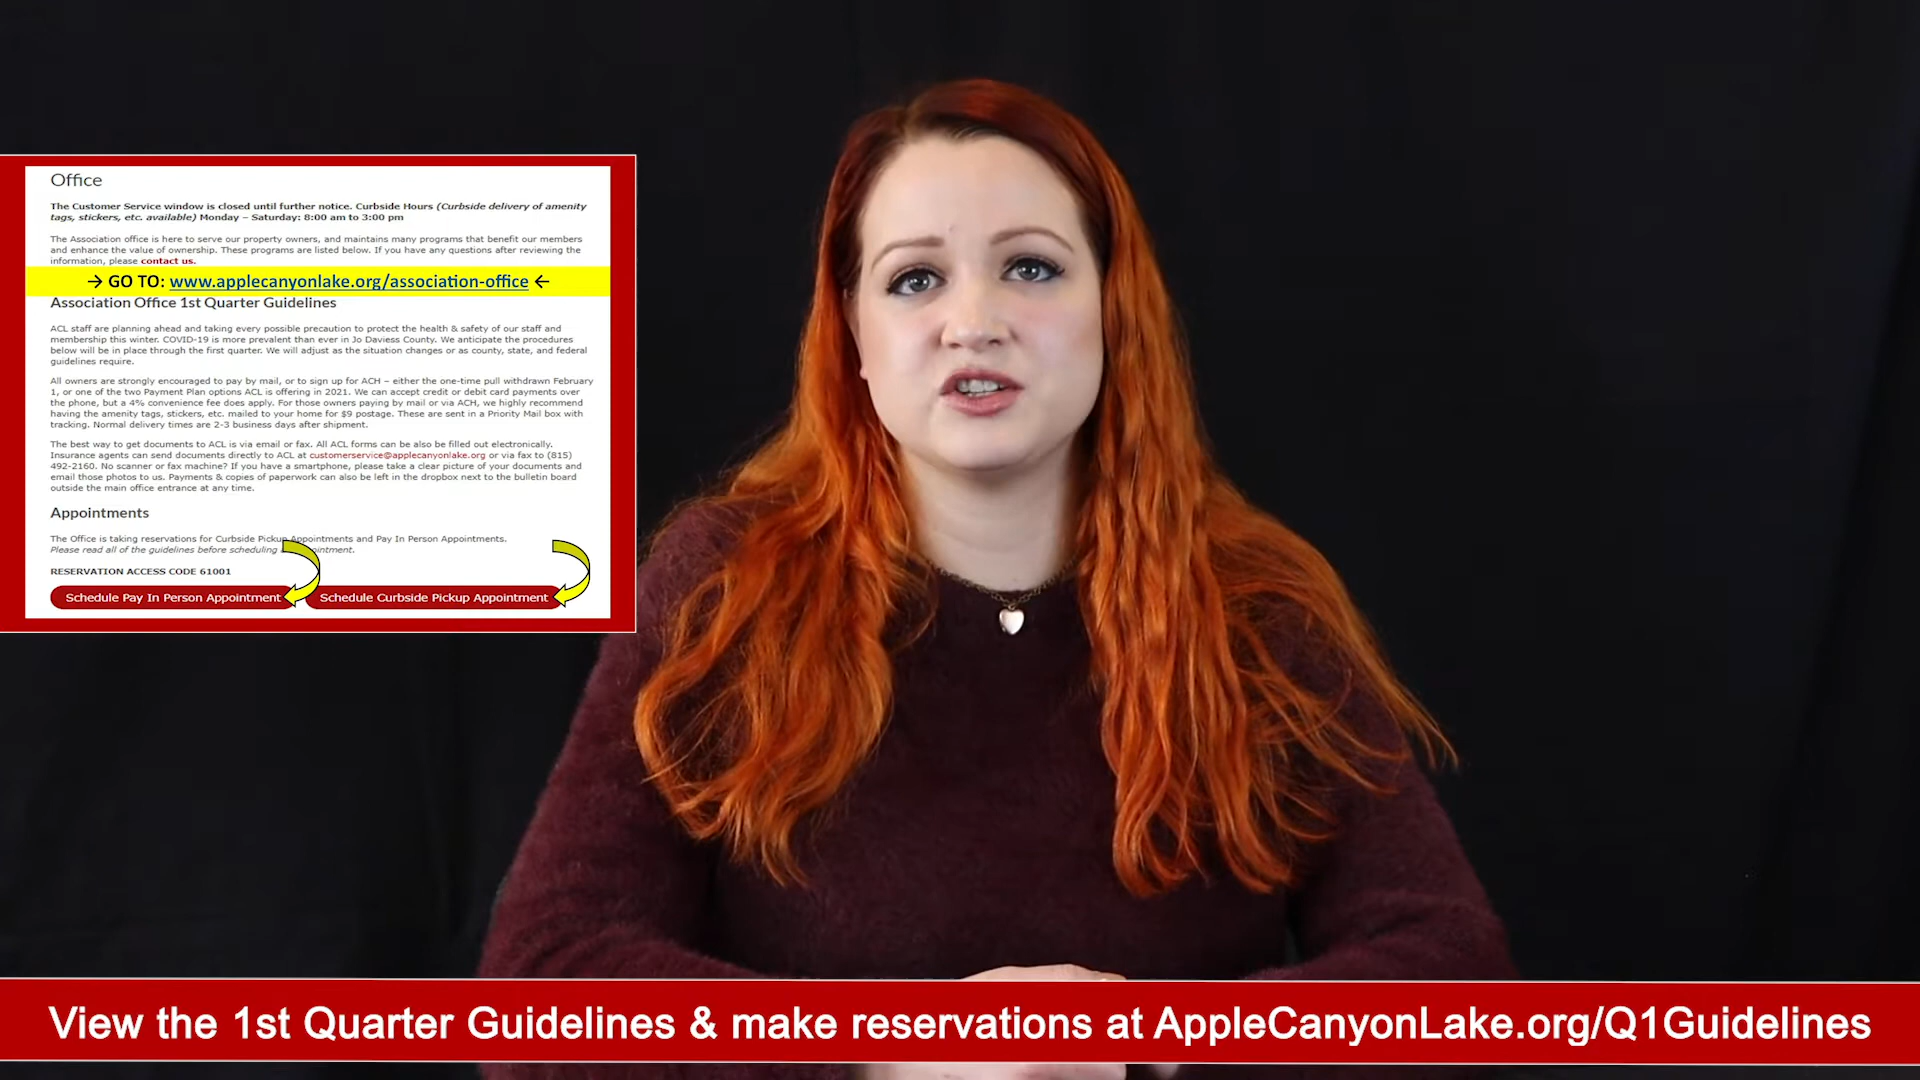 Office
The Customer Service window is closed until further notice. Curbside Hours (Curbside delivery of amenity
tags, stickers, etc. available) Monday – Saturday: 8:00 am to 3:00 pm
The Association office is here to serve our property owners, and maintains many programs that benefit our members
and enhance the value of ownership. These programs are listed below. If you have any questions after reviewing the
information, please contact us.
→ GO TO: www.applecanyonlake.org/association-office ←
Association Office 1st Quarter Guidelines
ACL staff are planning ahead and taking every possible precaution to protect the health & safety of our staff and
membership this winter. COVID-19 is more prevalent than ever in Jo Daviess County. We anticipate the procedures
below will be in place through the first quarter. We will adjust as the situation changes or as county, state, and federal
guidelines require.
All owners are strongly encouraged to pay by mail, or to sign up for ACH – either the one-time pull withdrawn February
1, or one of the two Payment Plan options ACL is offering in 2021. We can accept credit or debit card payments over
the phone, but a 4% convenience fee does apply. For those owners paying by mail or via ACH, we highly recommend
having the amenity tags, stickers, etc. mailed to your home for $9 postage. These are sent in a Priority Mail box with
tracking. Normal delivery times are 2-3 business days after shipment.
The best way to get documents to ACL is via email or fax. All ACL forms can be also be filled out electronically.
Insurance agents can send documents directly to ACL at customerservice@applecanyonlake.org or via fax to (815)
492-2160. No scanner or fax machine? If you have a smartphone, please take a clear picture of your documents and
email those photos to us. Payments & copies of paperwork can also be left in the dropbox next to the bulletin board
outside the main office entrance at any time.
Appointments
The Office is taking reservations for Curbside Pickup Appointments and Pay In Person Appointments.
Please read all of the guidelines before scheduling
RESERVATION ACCESS CODE 61001
Schedule Pay In Person Appointment Schedule Curbside Pickup Appointment
View the 1st Quarter Guidelines & make reservations at AppleCanyonLake.org/Q1Guidelines